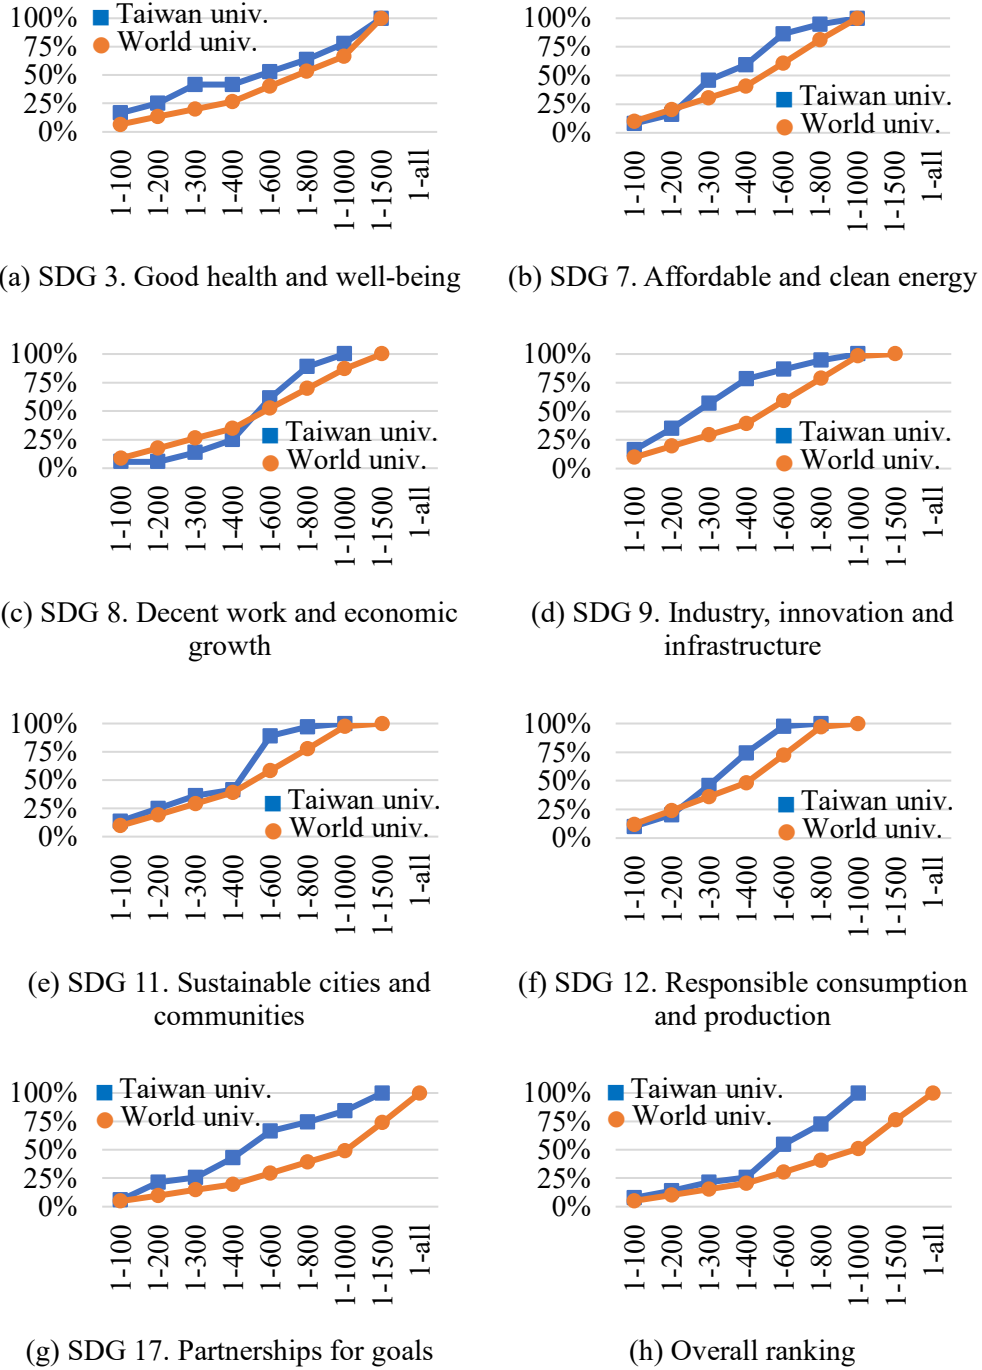 100%
75%
50%
25%
0%
Taiwan univ.
World univ.
1-100
1-200
1-300
1-400
1-600
1-800
1-1000
1-1500
1-all
(a) SDG 3. Good health and well-being
100%
75%
50%
25%
0%
Taiwan univ.
World univ.
1-100
1-200
1-300
1-400
1-600
1-800
1-1000
1-1500
1-all
(b) SDG 7. Affordable and clean energy
100%
75%
50%
25%
0%
Taiwan univ.
World univ.
1-100
1-200
1-300
1-400
1-600
1-800
1-1000
1-1500
1-all
(c) SDG 8. Decent work and economic
growth
100%
75%
50%
25%
0%
Taiwan univ.
World univ.
1-100
1-200
1-300
1-400
1-600
1-800
1-1000
1-1500
1-all
(d) SDG 9. Industry, innovation and
infrastructure
100%
75%
50%
25%
0%
Taiwan univ.
World univ.
1-100
1-200
1-300
1-400
1-600
1-800
1-1000
1-1500
1-all
(e) SDG 11. Sustainable cities and
communities
100%
75%
50%
25%
0%
Taiwan univ.
World univ.
1-100
1-200
1-300
1-400
1-600
1-800
1-1000
1-1500
1-all
(f) SDG 12. Responsible consumption
and production
100%
75%
50%
25%
0%
Taiwan univ.
World univ.
1-100
1-200
1-300
1-400
1-600
1-800
1-1000
1-1500
1-all
(g) SDG 17. Partnerships for goals
100%
75%
50%
25%
0%
Taiwan univ.
World univ.
1-100
1-200
1-300
1-400
1-600
1-800
1-1000
1-1500
1-all
(h) Overall ranking